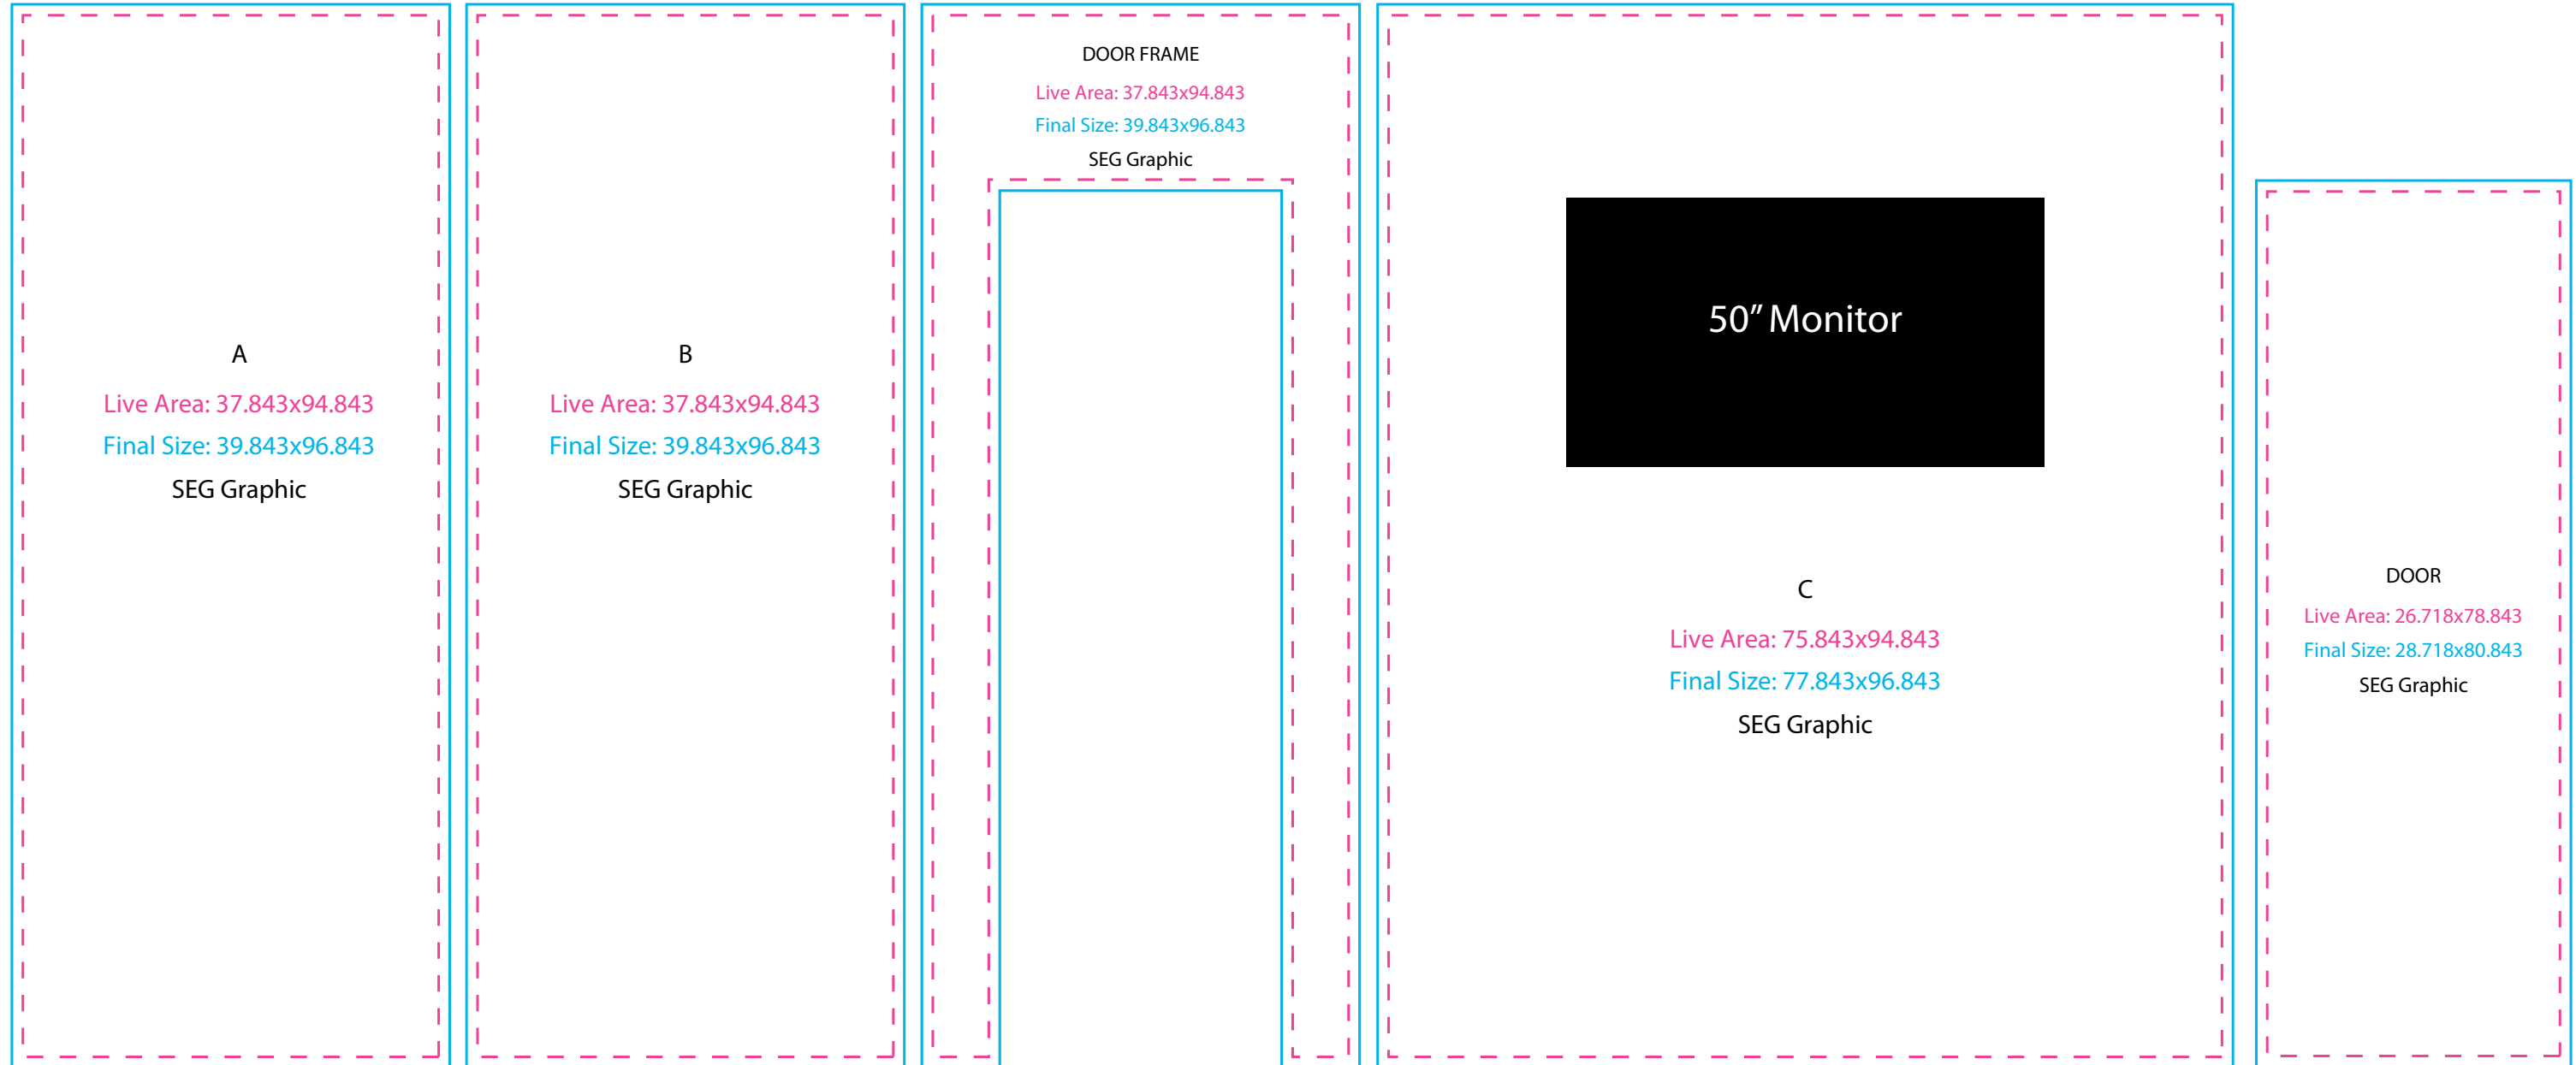 A
Live Area: 37.843x94.843
Final Size: 39.843x96.843
SEG Graphic
B
Live Area: 37.843x94.843
Final Size: 39.843x96.843
SEG Graphic
DOOR FRAME
Live Area: 37.843x94.843
Final Size: 39.843x96.843
SEG Graphic
50” Monitor
C
Live Area: 75.843x94.843
Final Size: 77.843x96.843
SEG Graphic
DOOR
Live Area: 26.718x78.843
Final Size: 28.718x80.843
SEG Graphic